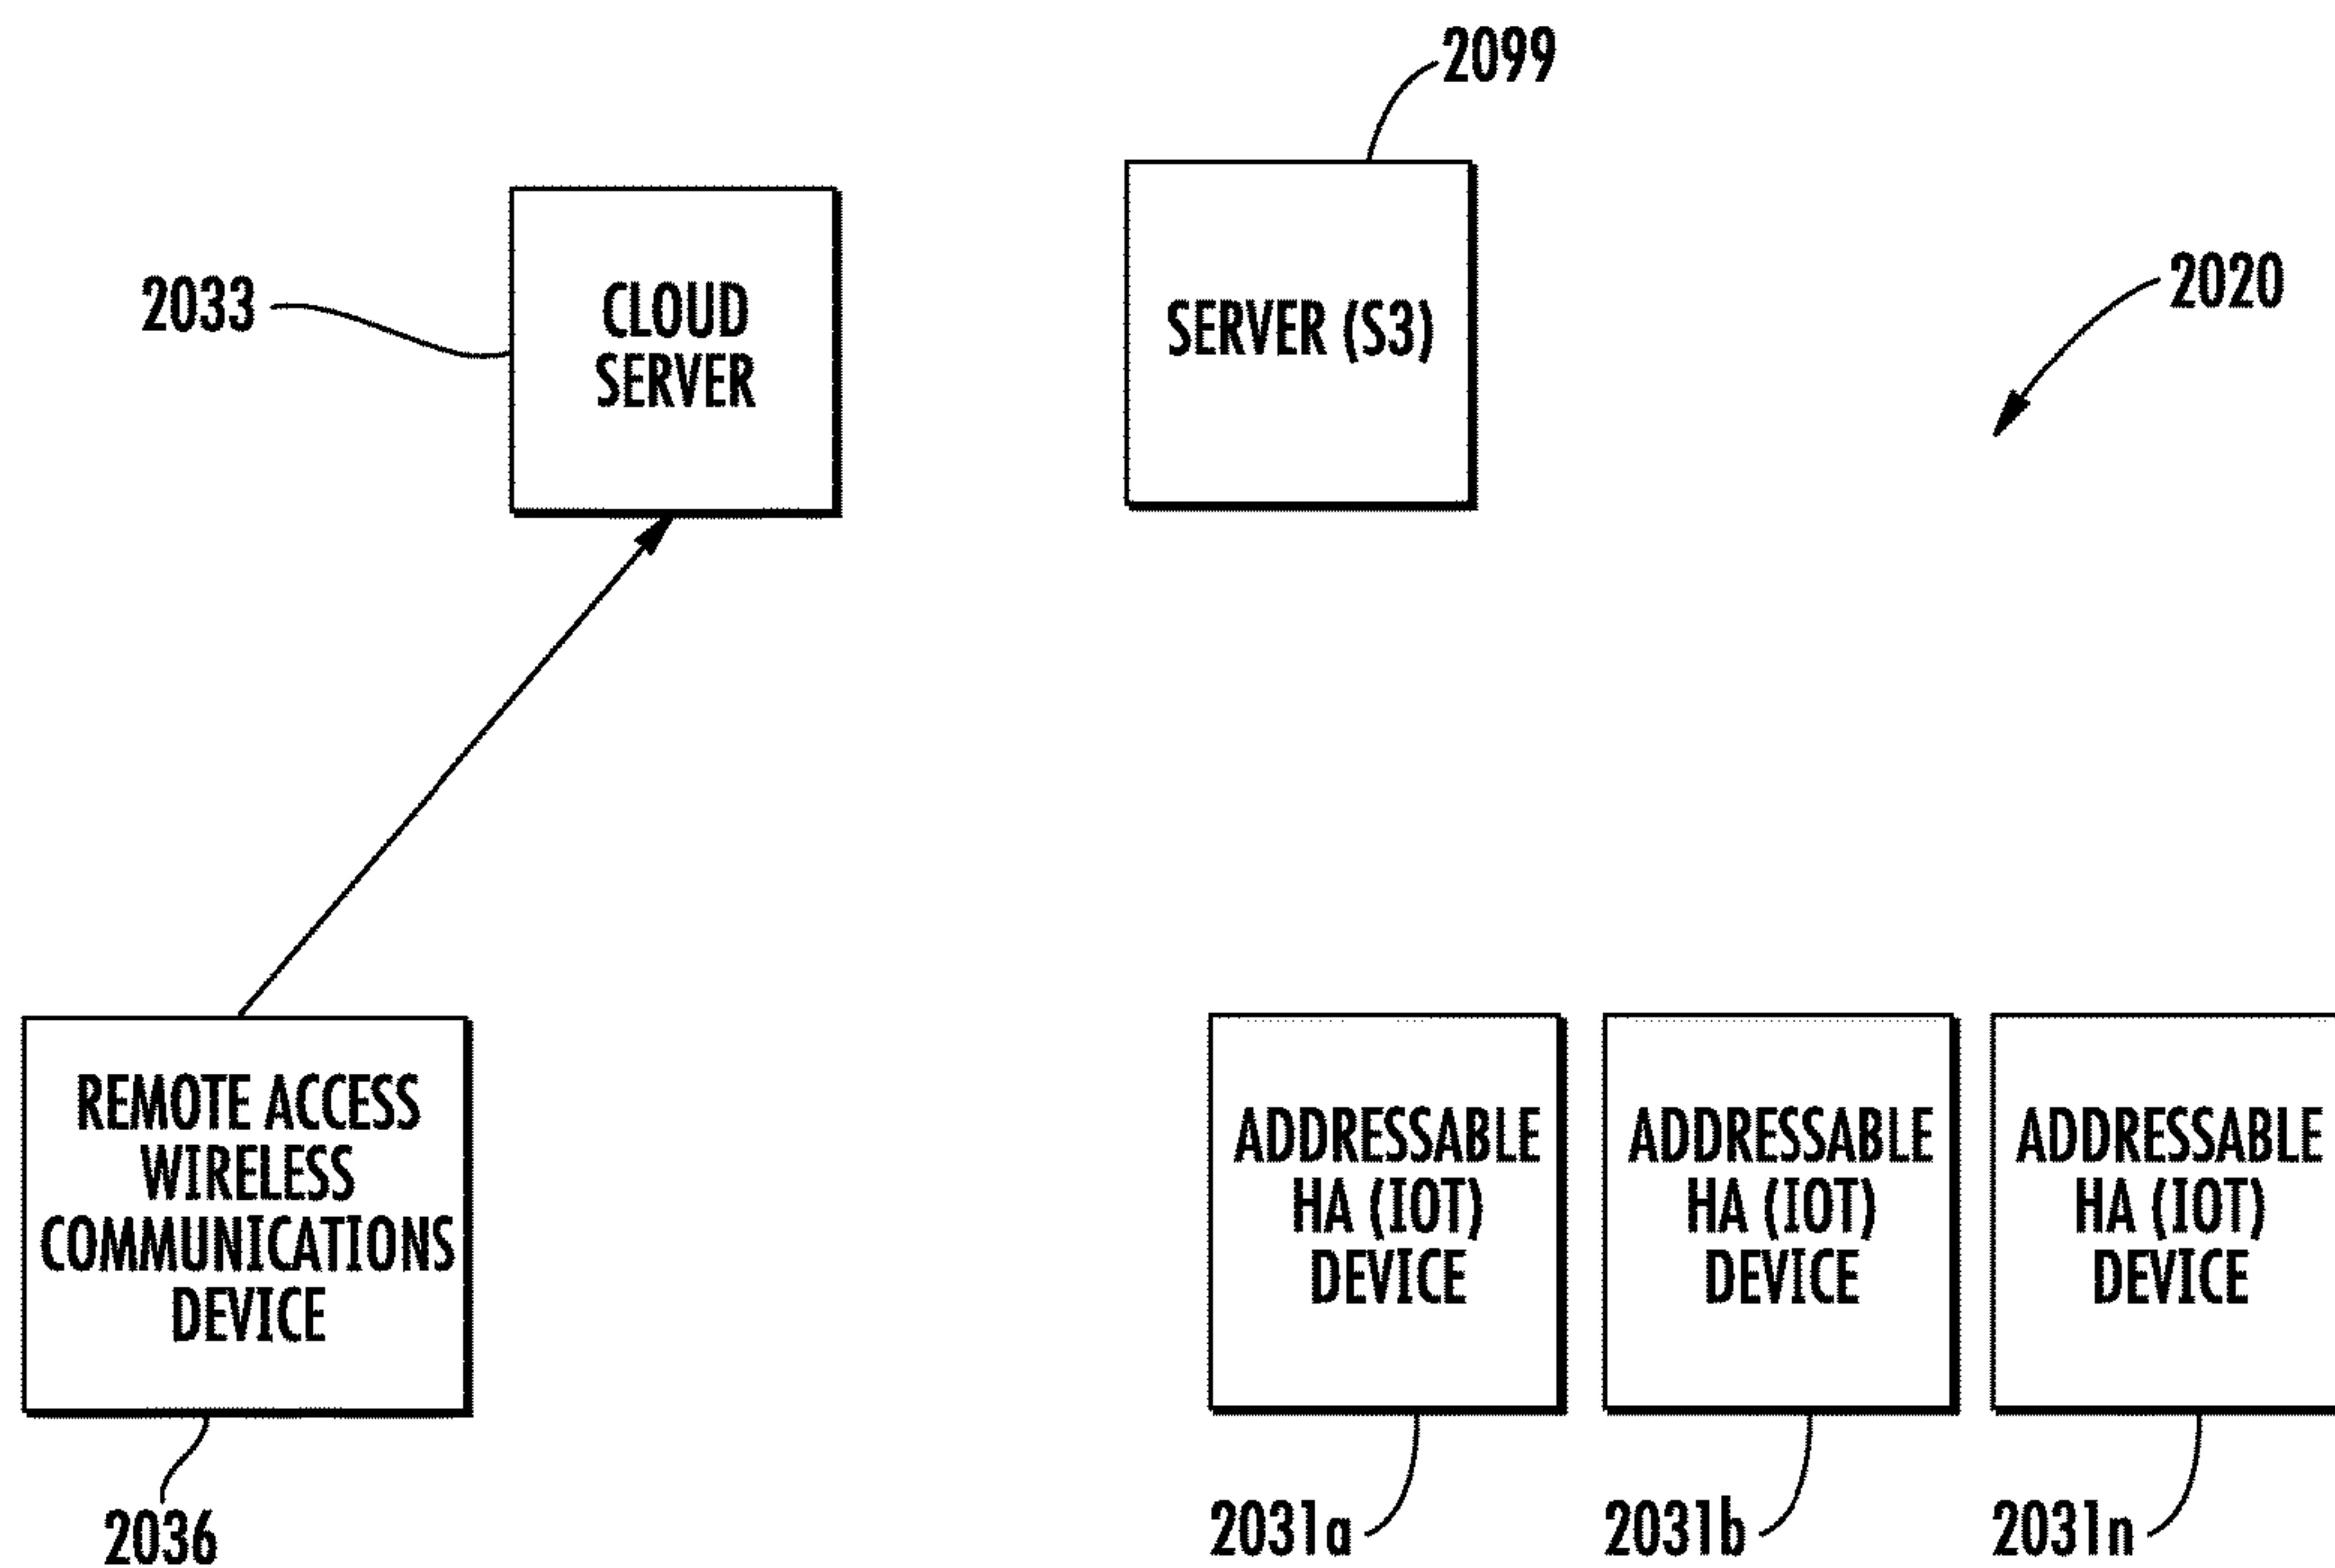 2099
2033
CLOUD
SERVER
SERVER (S3)
2020
REMOTE ACCESS
WIRELESS
COMMUNICATIONS
DEVICE
2036
ADDRESSABLE
HA (IOT)
DEVICE
2031a
ADDRESSABLE
HA (IOT)
DEVICE
2031b
ADDRESSABLE
HA (IOT)
DEVICE
2031n